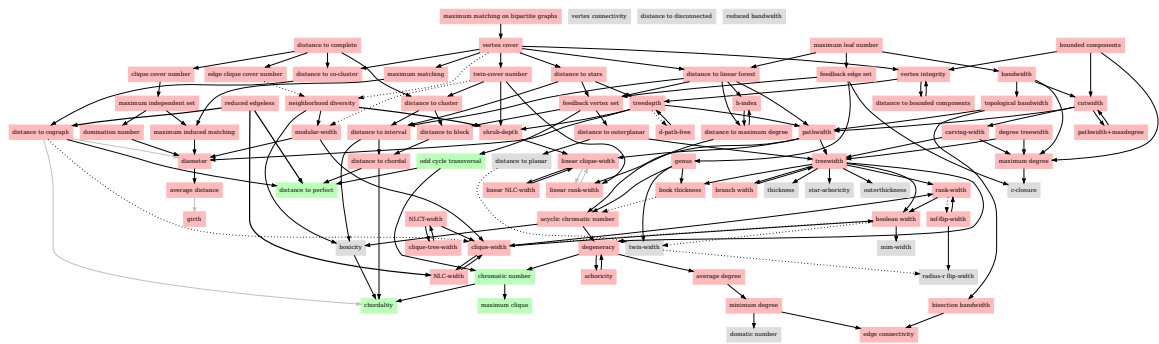 maximum matching on bipartite graphs
vertex connectivity
distance to disconnected
reduced bandwidth
distance to complete
vertex cover
maximum leaf number
bounded components
clique cover number
edge clique cover number
distance to co-cluster
maximum matching
twin-cover number
distance to stars
distance to linear forest
feedback edge set
vertex integrity
bandwidth
maximum independent set
reduced edgeless
neighborhood diversity
distance to cluster
feedback vertex set
treedepth
h-index
distance to bounded components
topological bandwidth
cutwidth
distance to cograph
domination number
maximum induced matching
modular-width
distance to interval
distance to block
shrub-depth
distance to outerplanar
d-path-free
distance to maximum degree
pathwidth
carving-width
degree treewidth
pathwidth+maxdegree
diameter
distance to chordal
odd cycle transversal
distance to planar
linear clique-width
genus
treewidth
maximum degree
average distance
distance to perfect
linear NLC-width
linear rank-width
book thickness
branch width
thickness
star-arboricity
outerthickness
rank-width
c-closure
girth
NLCT-width
acyclic chromatic number
boolean width
inf-flip-width
boxicity
clique-tree-width
clique-width
degeneracy
twin-width
mim-width
NLC-width
chromatic number
arboricity
average degree
radius-r flip-width
chordality
maximum clique
minimum degree
bisection bandwidth
domatic number
edge connectivity